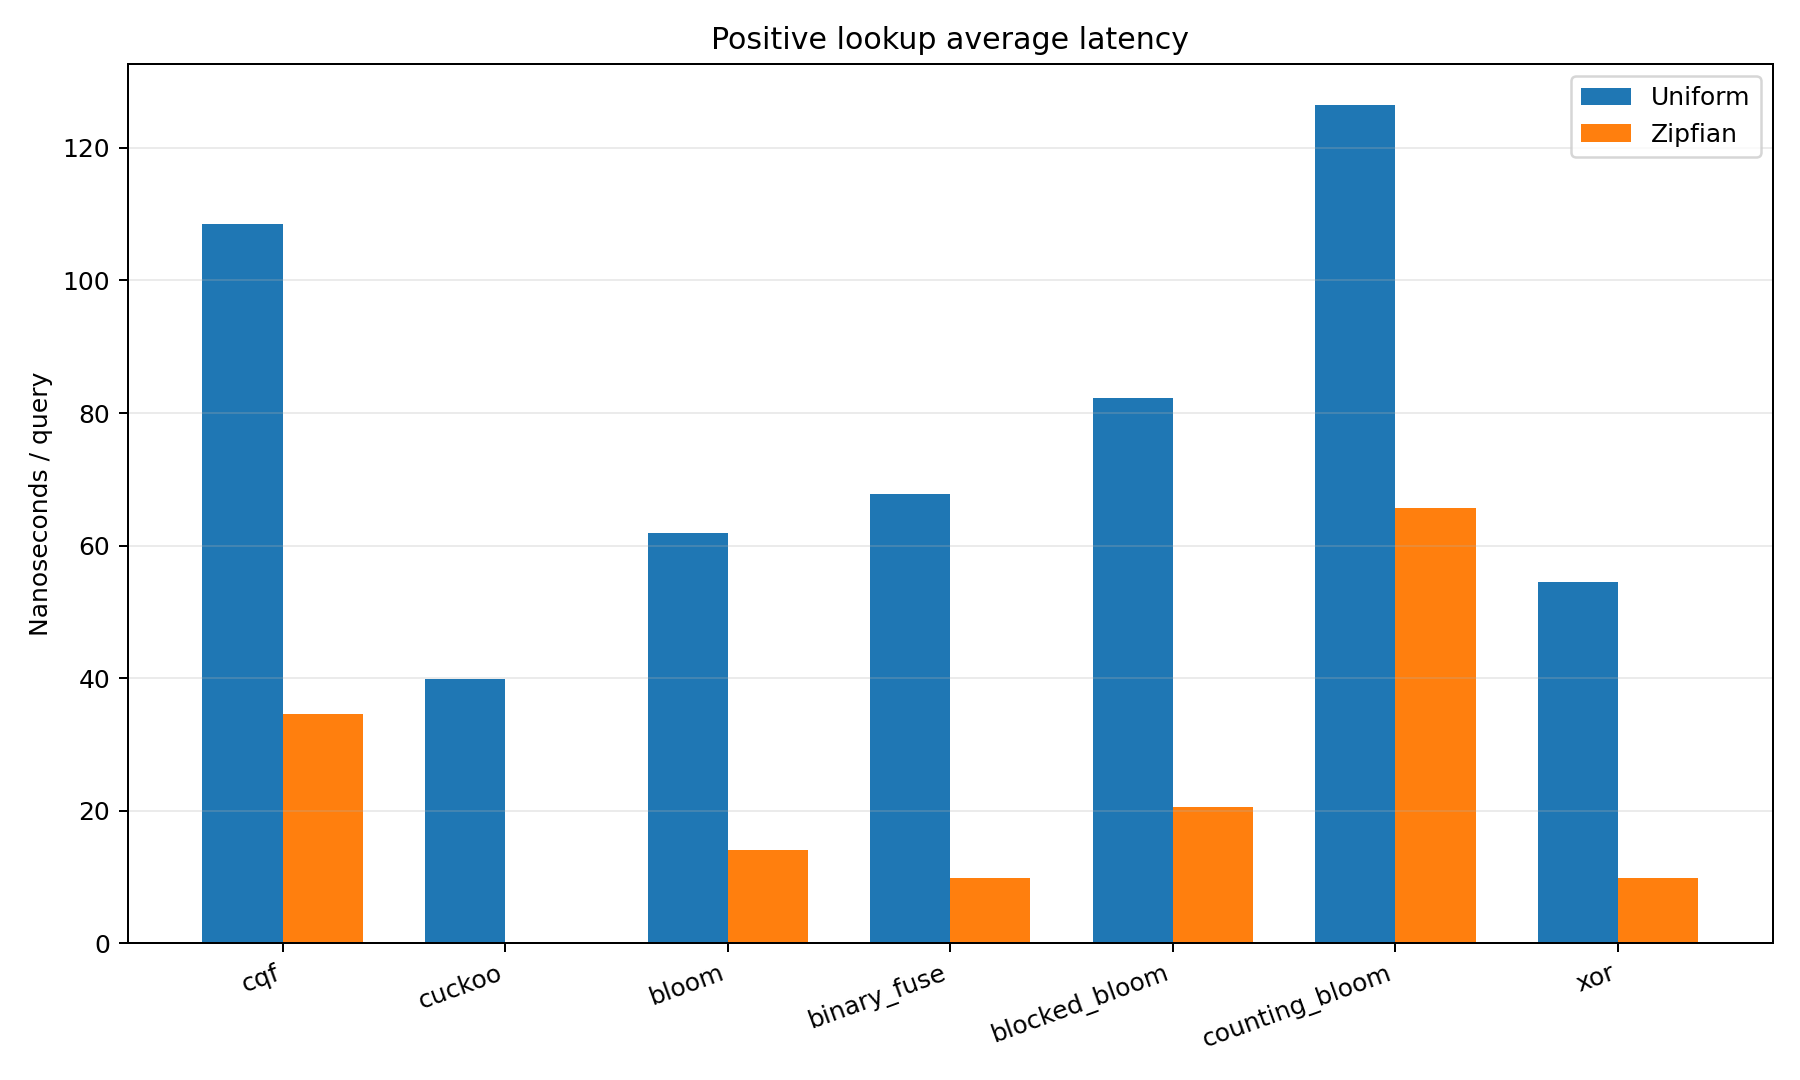 Positive lookup average latency
Uniform
Zipfian
Nanoseconds / query
120
100
80
60
40
20
0
cqf
cuckoo
bloom
binary_fuse
blocked_bloom
counting_bloom
xor